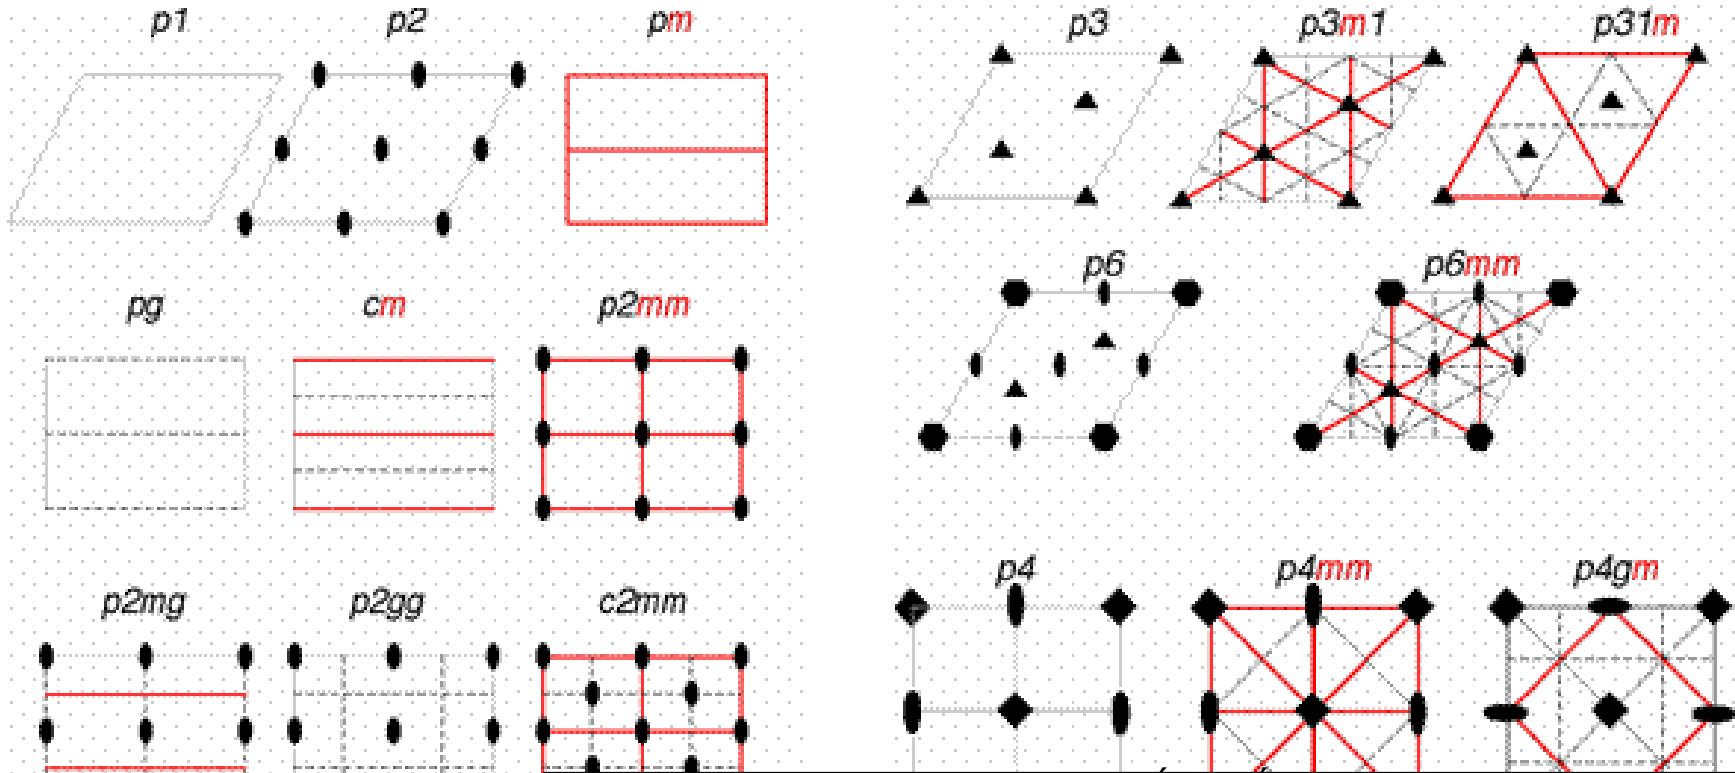 p1 p2 pm
pg cm p2mm
p2mg p2gg c2mm
p3 p3m1 p31m
p6 p6mm
p4 p4mm p4gm